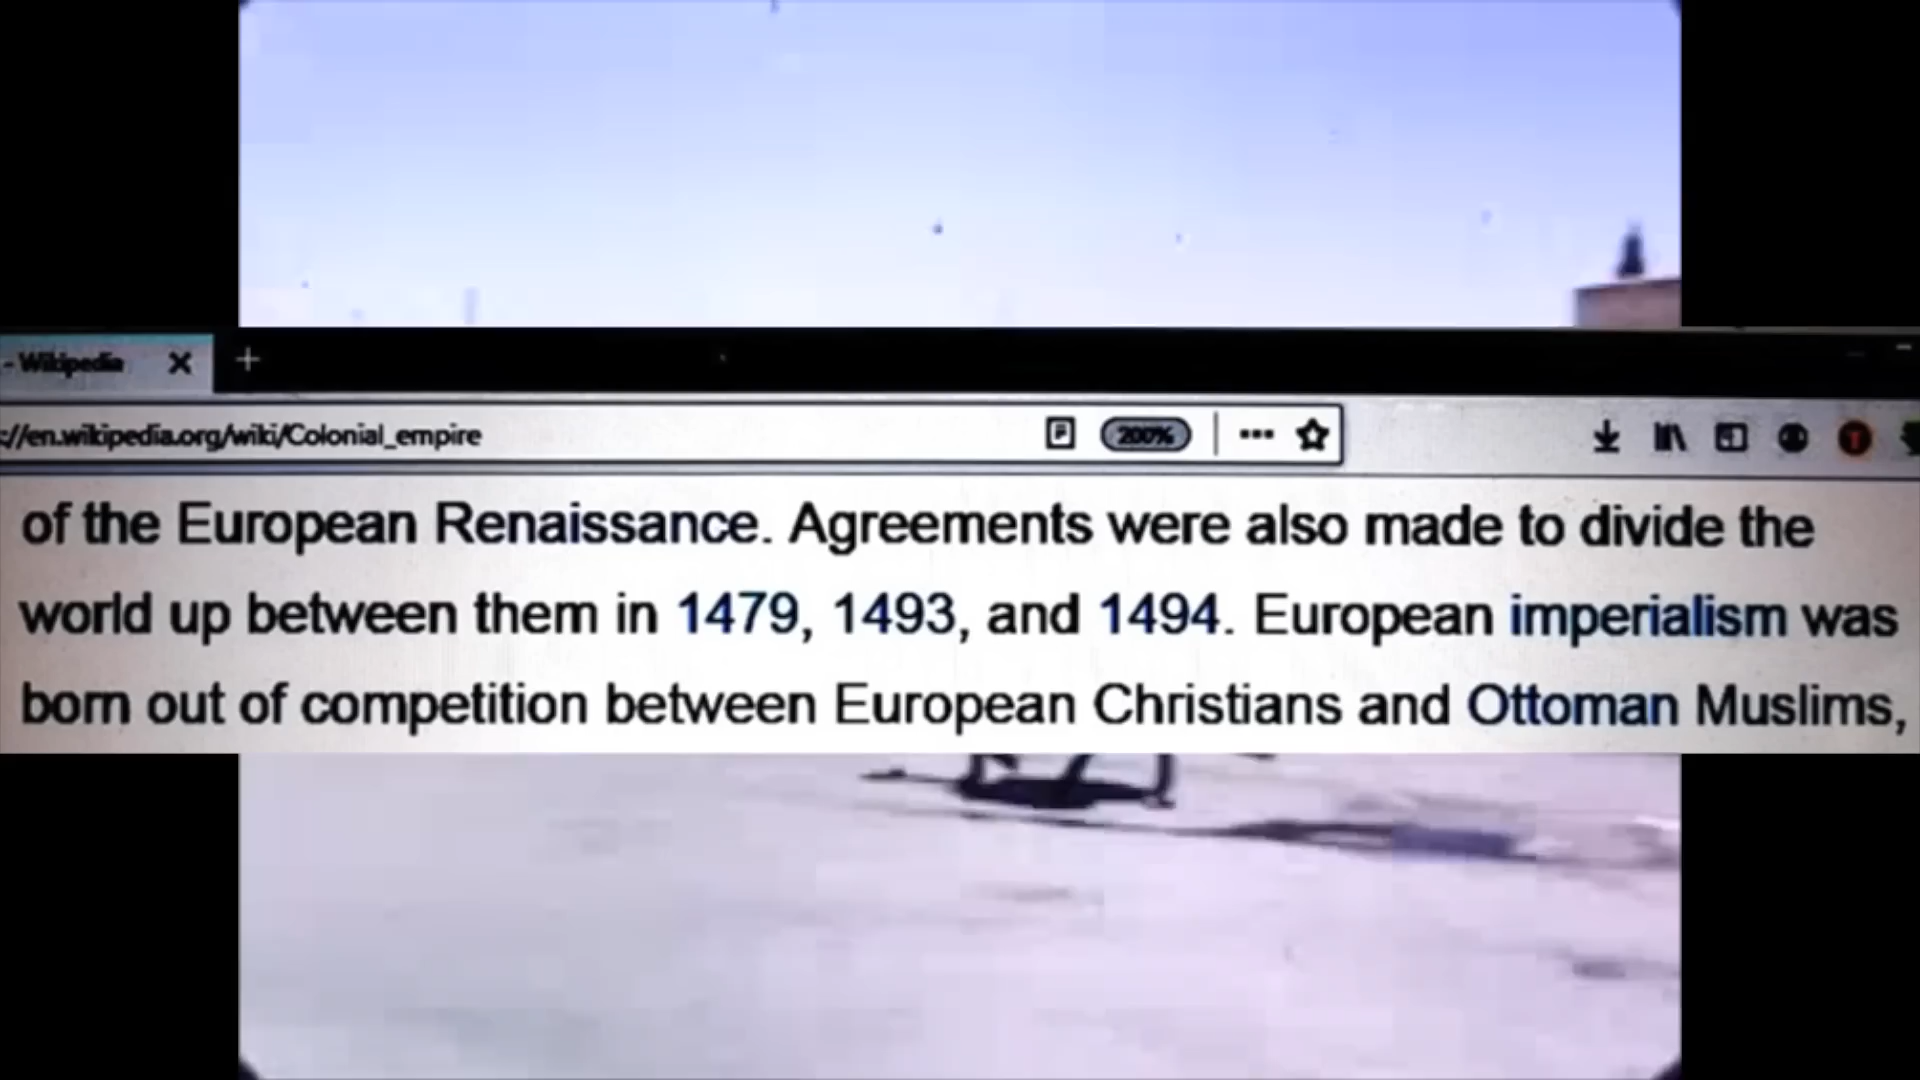 - Wikipedia
://en.wikipedia.org/wiki/Colonial_empire
200%
of the European Renaissance. Agreements were also made to divide the
world up between them in 1479, 1493, and 1494. European imperialism was
born out of competition between European Christians and Ottoman Muslims,